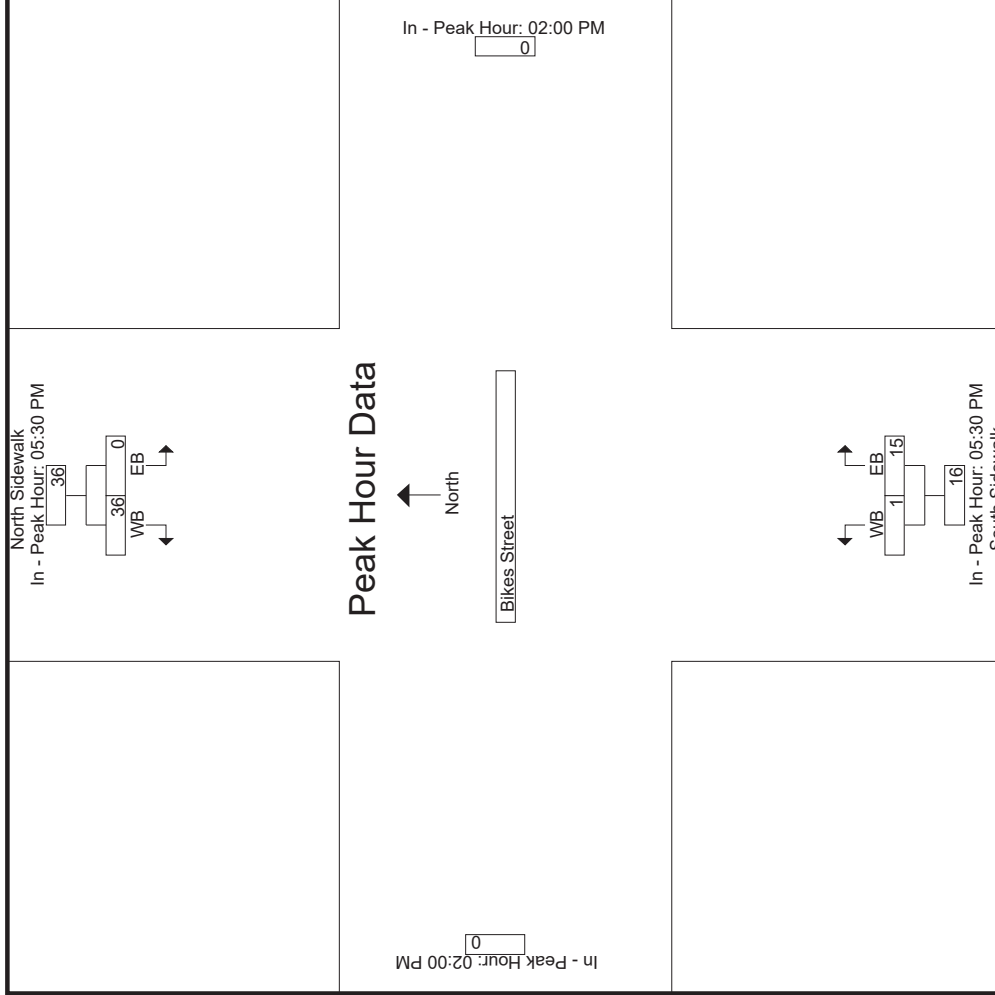 In - Peak Hour: 02:00 PM
0
North Sidewalk
In - Peak Hour: 05:30 PM
36
36
0
WB
EB
Peak Hour Data
North
Bikes Street
WB
EB
1
15
16
In - Peak Hour: 05:30 PM
South Sidewalk
0
In - Peak Hour: 02:00 PM